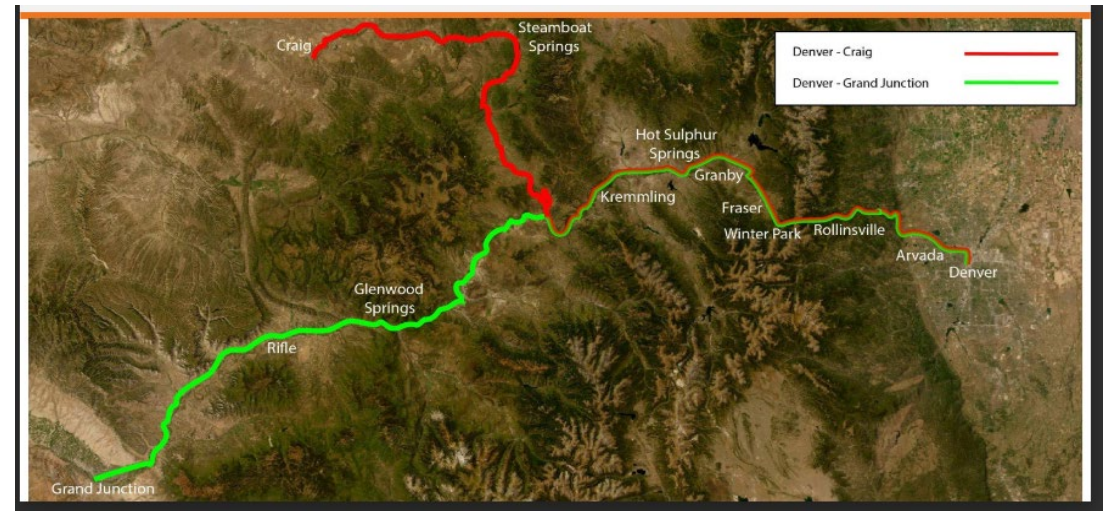 Steamboat
Springs
Craig
Denver - Craig
Denver - Grand Junction
Hot Sulphur
Springs
Granby
Kremmling
Fraser
Winter Park
Rollinsville
Arvada
Denver
Glenwood
Springs
Rifle
Grand Junction